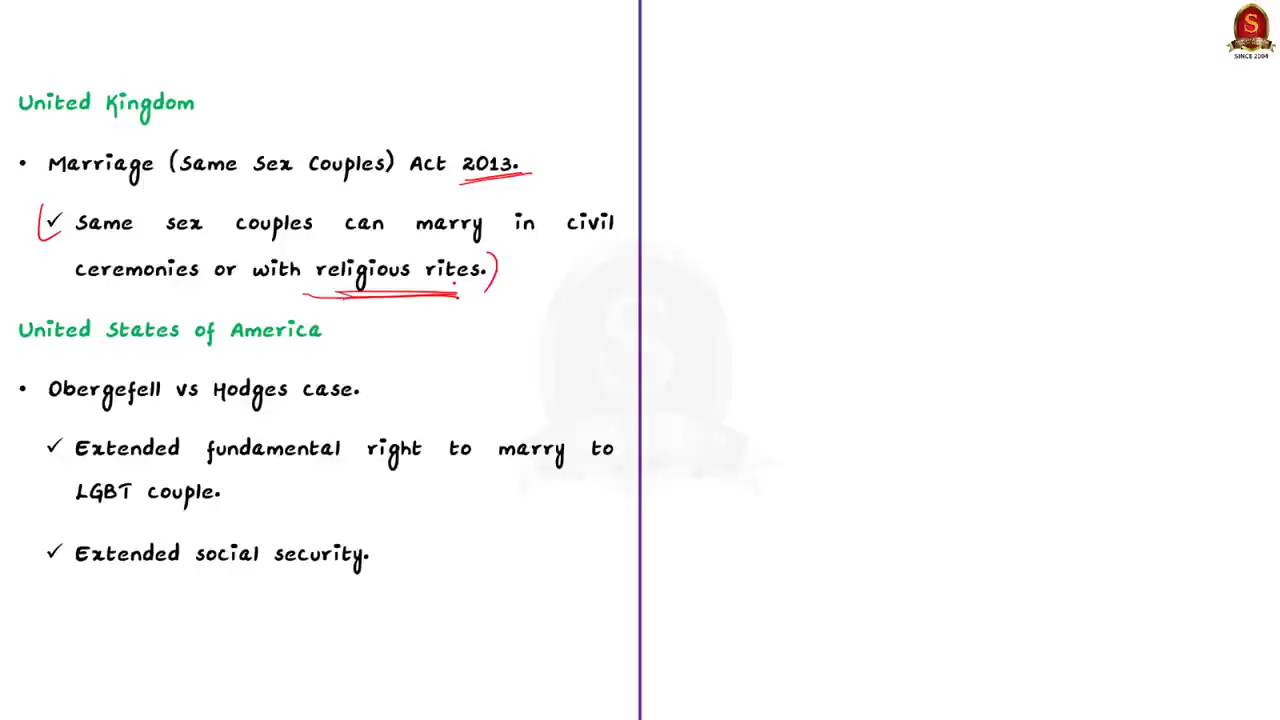 S
SINCE 2004
United Kingdom
• Marriage (Same Sex Couples) Act 2013.
✓ Same sex couples can marry in civil
ceremonies or with religious rites.
United States of America
• Obergefell vs Hodges case.
✓ Extended fundamental right to marry to
LGBT couple.
✓ Extended social security.